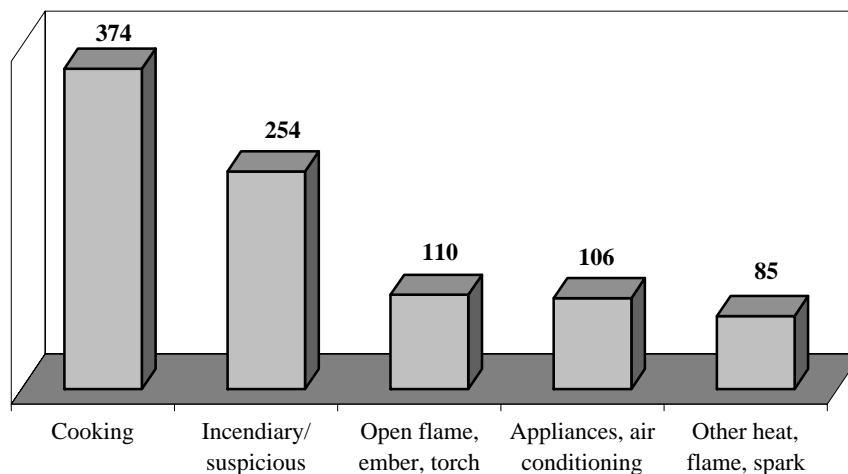 374
254
110
106
85
Cooking
Incendiary/
suspicious
Open flame,
ember, torch
Appliances, air
conditioning
Other heat,
flame, spark